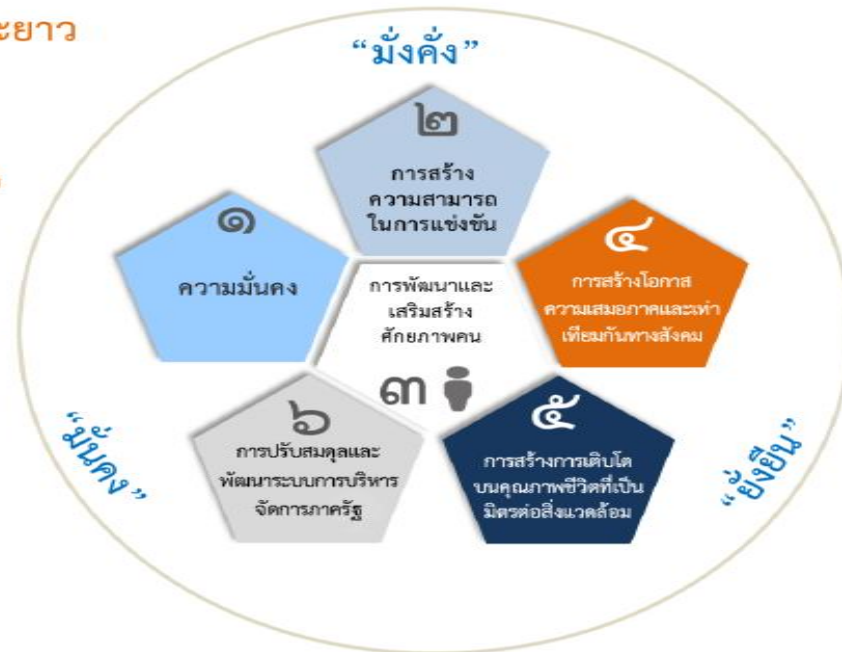 ะยาว
“มั่งคั่ง”
๒
การสร้าง
ความสามารถ
ในการแข่งขัน
๑
ความมั่นคง
๔
การสร้างโอกาส
ความเสมอภาคและเท่า
เทียมกันทางสังคม
การพัฒนาและ
เสริมสร้าง
ศักยภาพคน
๓
๖
การปรับสมดุลและ
พัฒนาระบบการบริหาร
จัดการภาครัฐ
๕
การสร้างการเติบโต
บนคุณภาพชีวิตที่เป็น
มิตรต่อสิ่งแวดล้อม
“มั่นคง”
“ยั่งยืน”